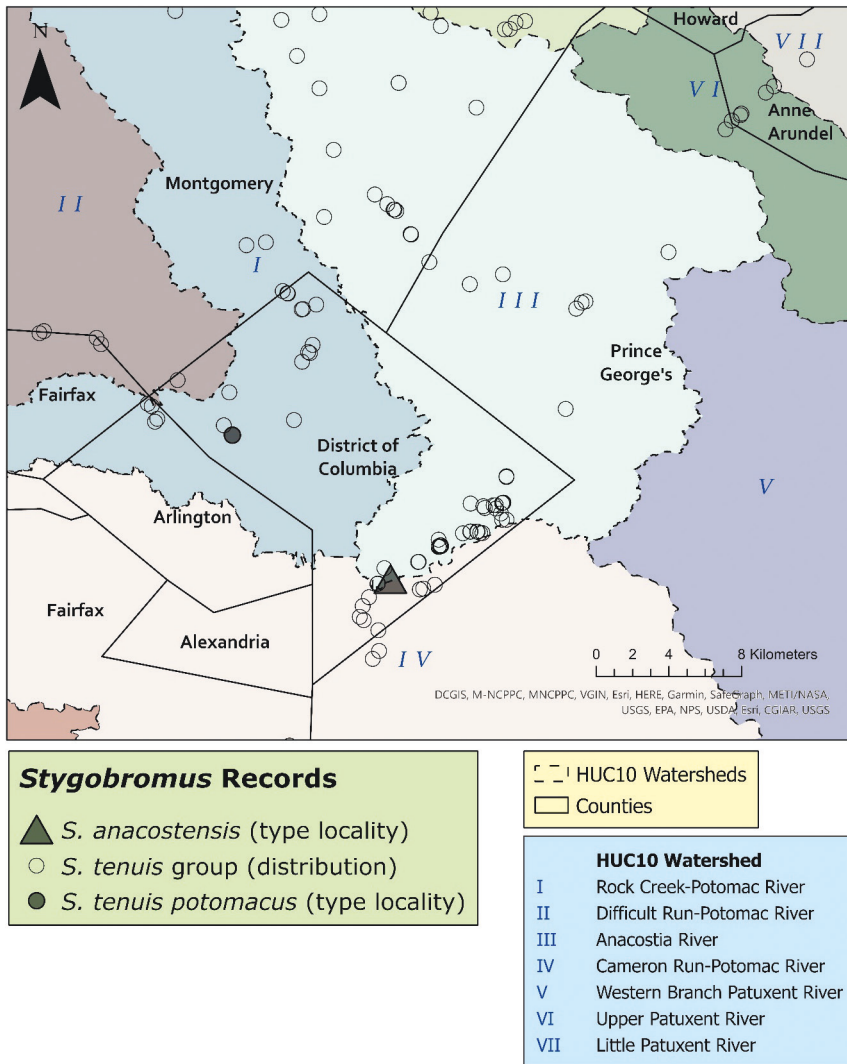 N
Howard
V I I
V I
Anne
Arundel
Montgomery
I I
I
I I I
Prince
George's
Fairfax
District of
Columbia
V
Arlington
Fairfax
Alexandria
I V
0 2 4 8 Kilometers
DCGIS, M-NCPPC, MNCPPC, VGIN, Esri, HERE, Garmin, SafeGraph, METI/NASA,
USGS, EPA, NPS, USDA, Esri, CGIAR, USGS
Stygobromus Records
S. anacostensis (type locality)
S. tenuis group (distribution)
S. tenuis potomacus (type locality)
HUC10 Watersheds
Counties
HUC10 Watershed
I Rock Creek-Potomac River
II Difficult Run-Potomac River
III Anacostia River
IV Cameron Run-Potomac River
V Western Branch Patuxent River
VI Upper Patuxent River
VII Little Patuxent River